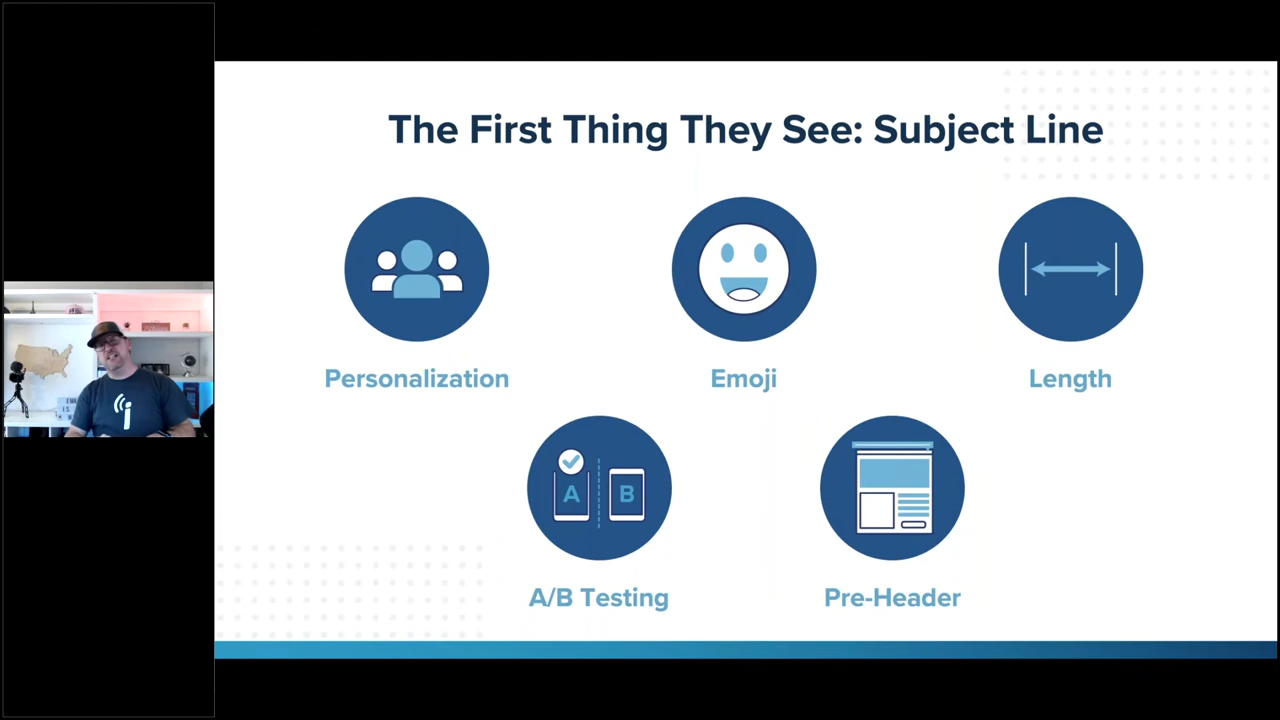 The First Thing They See: Subject Line
Personalization
Emoji
Length
A
B
A/B Testing
Pre-Header